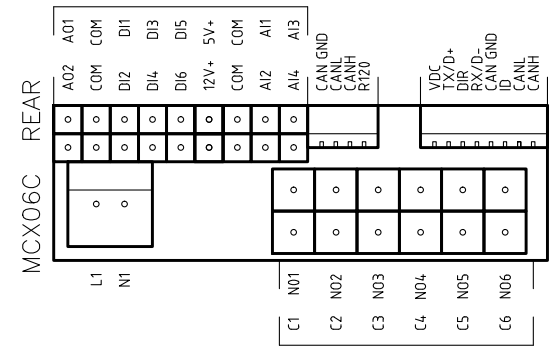 AO1 COM DI1 DI3 DI5 5V+ COM AI1 AI3
AO2 COM DI2 DI4 DI6 12V+ COM AI2 AI4
CAN GND
CANL
CANH
R120
VDC
TX/D+
DIR
RX/D-
CAN GND
ID
CANL
CANH
MCX06C REAR
L1 N1
NO1 NO2 NO3 NO4 NO5 NO6
C1 C2 C3 C4 C5 C6